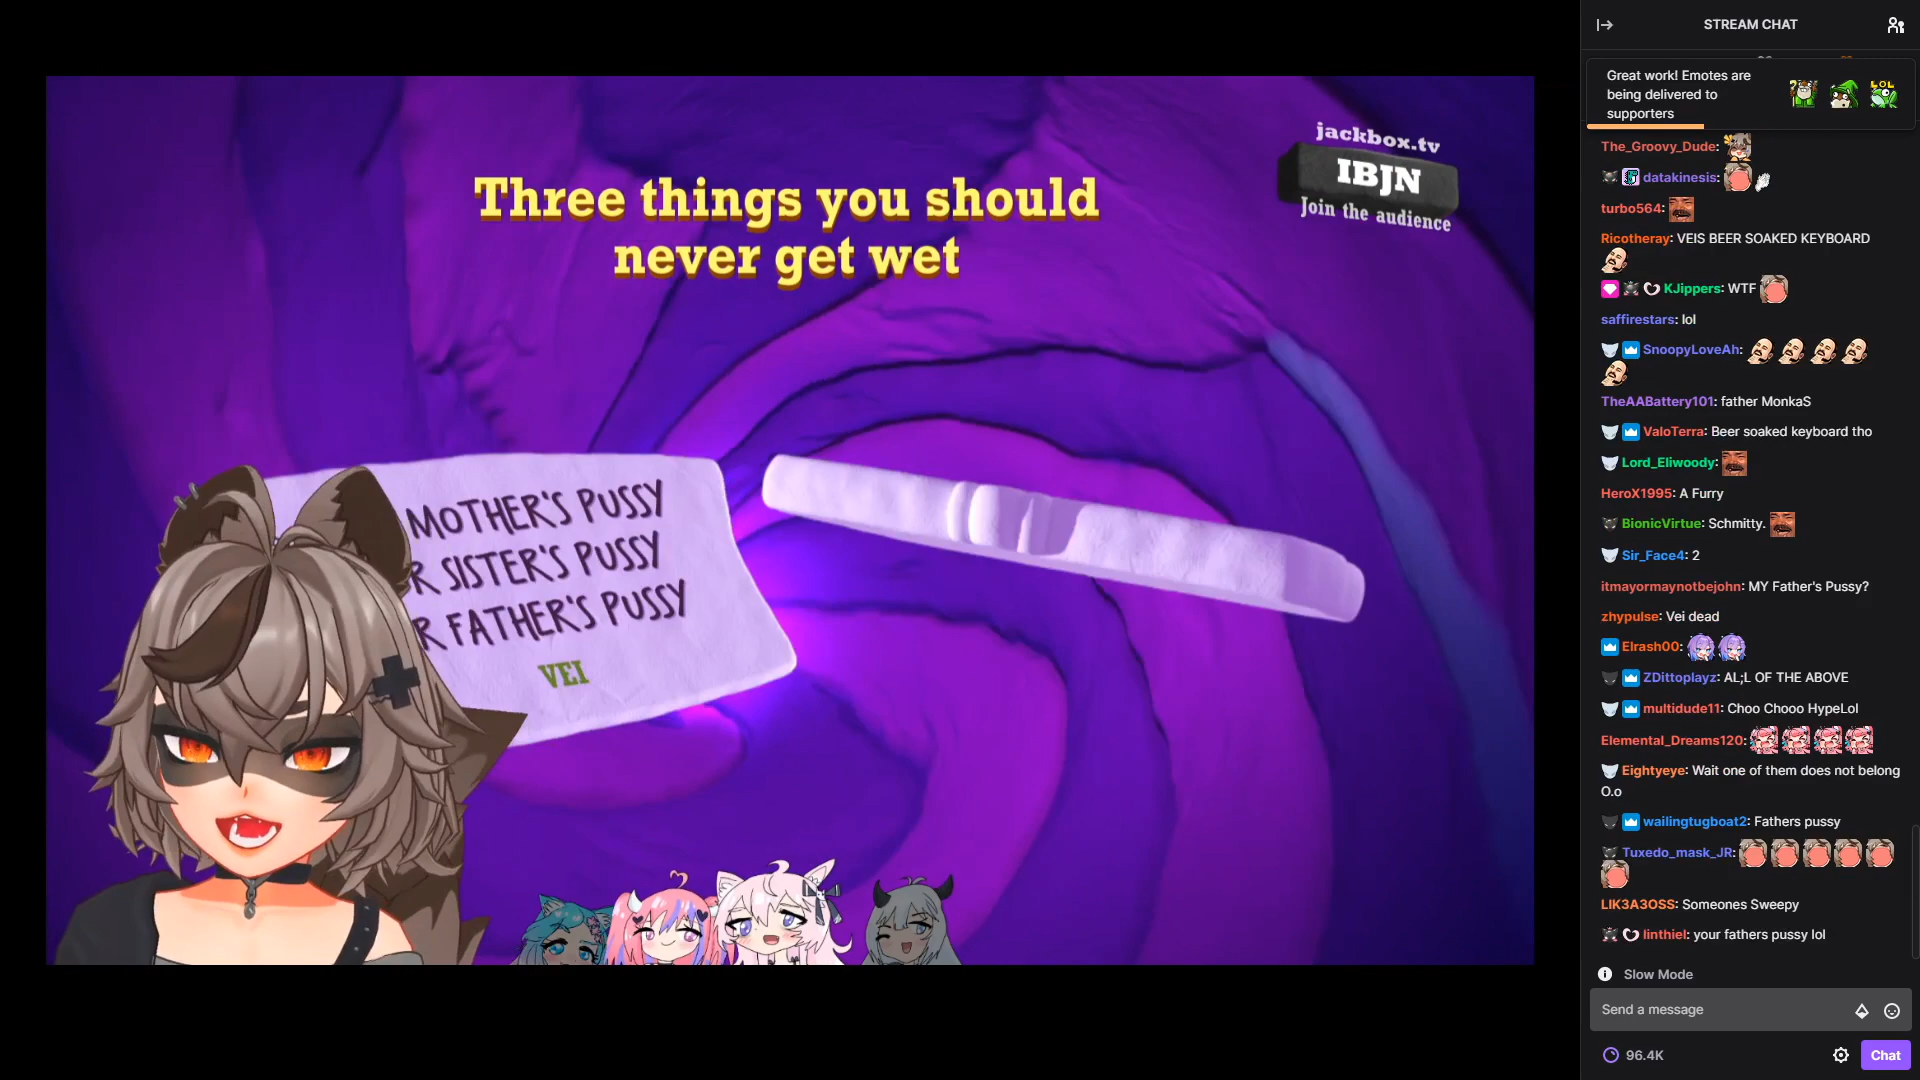 Three things you should
never get wet
jackbox.tv
IBJN
Join the audience
MOTHER'S PUSSY
R SISTER'S PUSSY
R FATHER'S PUSSY
VEI
STREAM CHAT
Great work! Emotes are
being delivered to
supporters
LOL
The_Groovy_Dude:
datakinesis:
turbo564:
Ricotheray: VEIS BEER SOAKED KEYBOARD
KJippers: WTF
saffirestars: lol
SnoopyLoveAh:
TheAABattery101: father MonkaS
ValoTerra: Beer soaked keyboard tho
Lord_Eliwoody:
HeroX1995: A Furry
BionicVirtue: Schmitty.
Sir_Face4: 2
itmayormaynotbejohn: MY Father's Pussy?
zhypulse: Vei dead
Elrash00:
ZDittoplayz: AL;L OF THE ABOVE
multidude11: Choo Chooo HypeLol
Elemental_Dreams120:
Eightyeye: Wait one of them does not belong
O.o
wailingtugboat2: Fathers pussy
Tuxedo_mask_JR:
LIK3A3OSS: Someones Sweepy
linthiel: your fathers pussy lol
Slow Mode
Send a message
96.4K
Chat